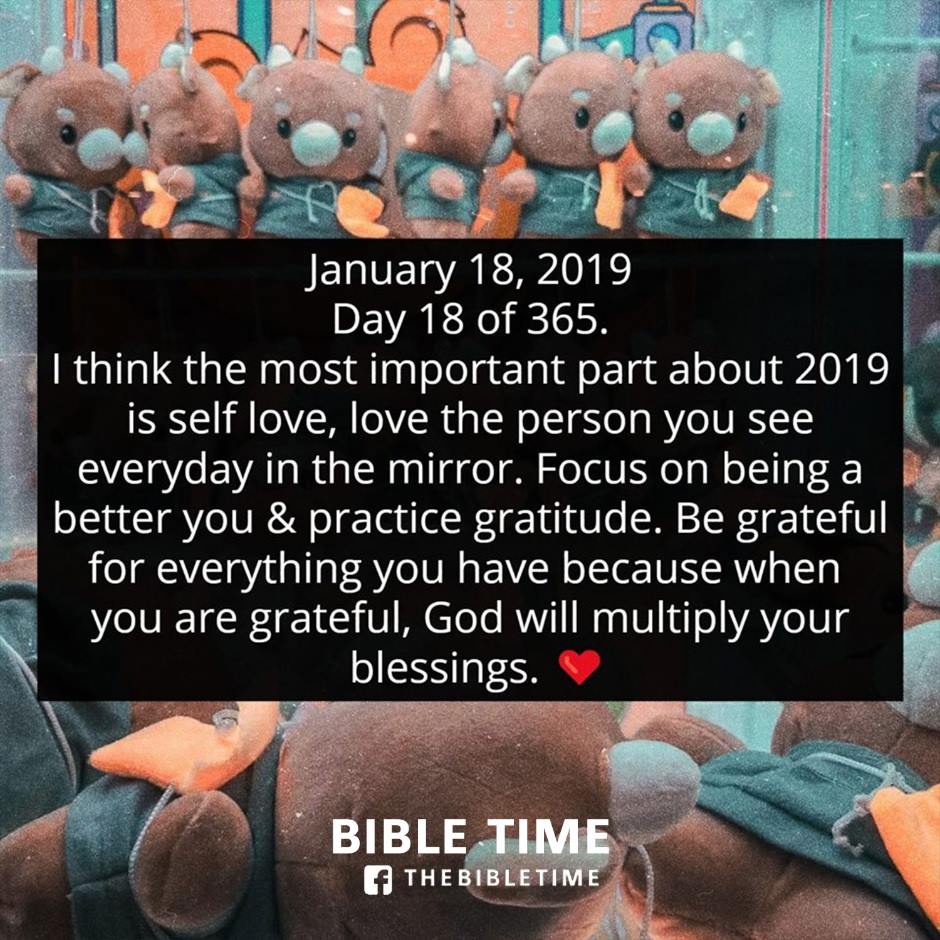 January 18, 2019
Day 18 of 365.
I think the most important part about 2019
is self love, love the person you see
everyday in the mirror. Focus on being a
better you & practice gratitude. Be grateful
for everything you have because when
you are grateful, God will multiply your
blessings. ❤️
BIBLE TIME
THEBIBLETIME